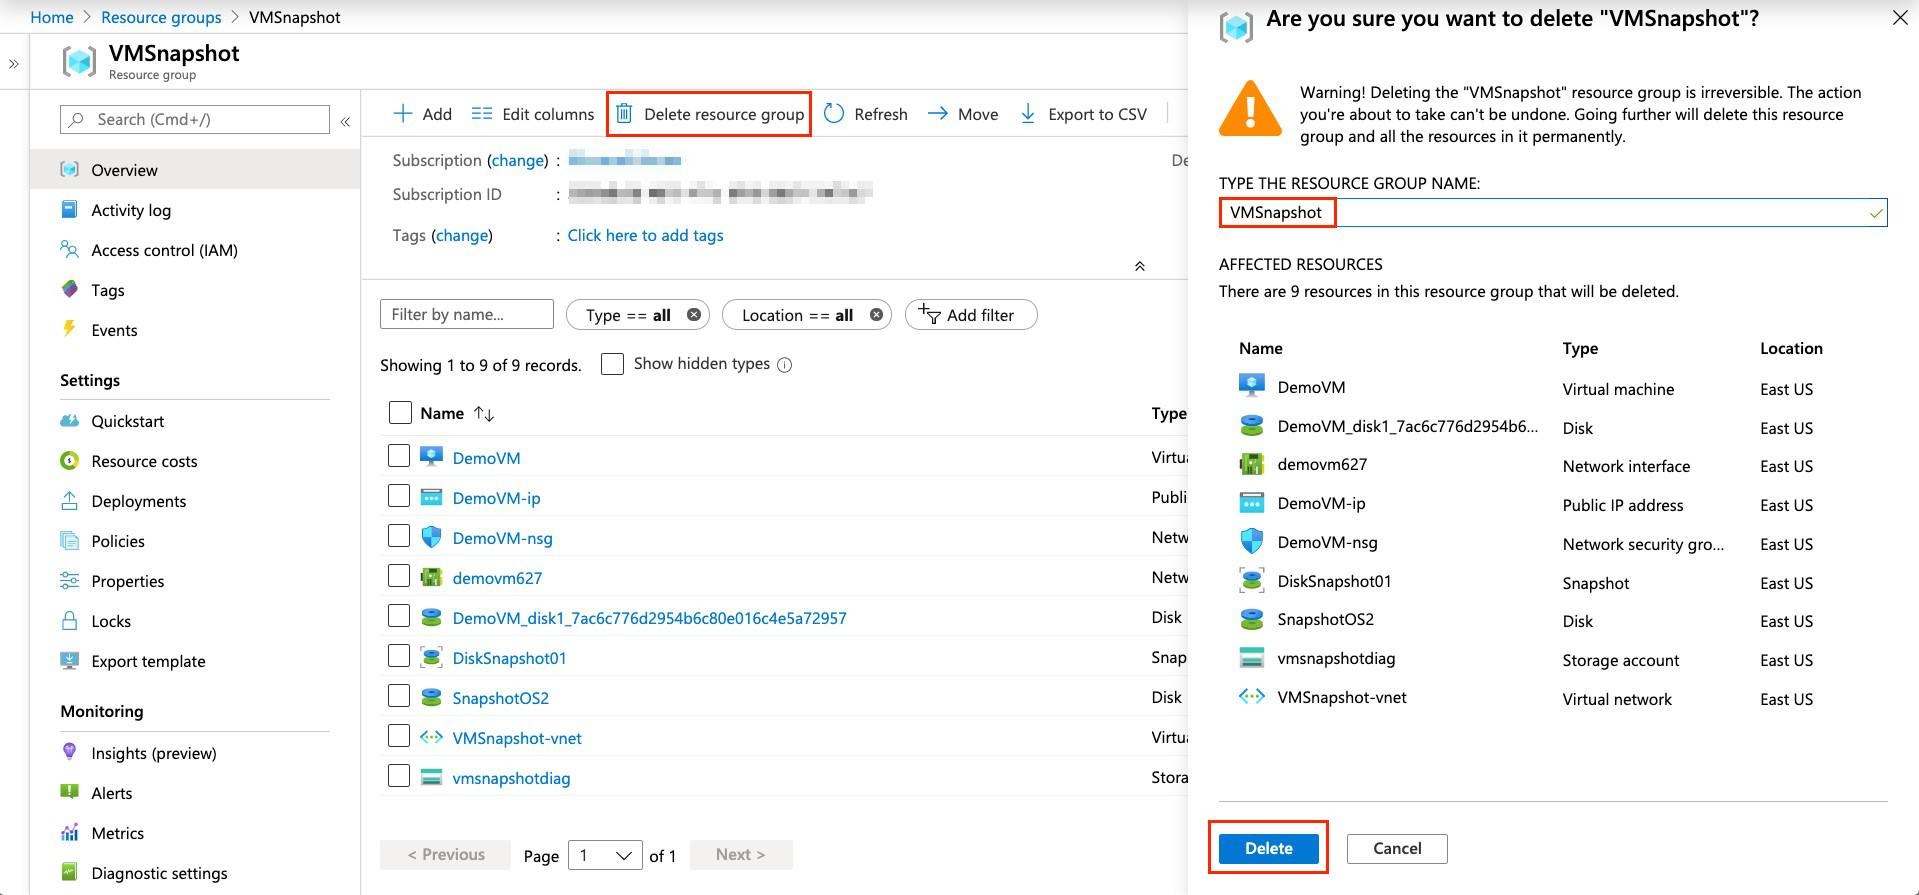 Home > Resource groups > VMSnapshot
VMSnapshot
Resource group
Search (Cmd+/)
Overview
Activity log
Access control (IAM)
Tags
Events
Settings
Quickstart
Resource costs
Deployments
Policies
Properties
Locks
Export template
Monitoring
Insights (preview)
Alerts
Metrics
Diagnostic settings
Add Edit columns Delete resource group Refresh Move Export to CSV
Subscription (change) :
De
Subscription ID :
Tags (change) : Click here to add tags
Filter by name... Type == all Location == all Add filter
Showing 1 to 9 of 9 records. Show hidden types
Name Type
DemoVM Virtu
DemoVM-ip Publi
DemoVM-nsg Netw
demovm627 Netw
DemoVM_disk1_7ac6c776d2954b6c80e016c4e5a72957 Disk
DiskSnapshot01 Snap
SnapshotOS2 Disk
VMSnapshot-vnet Virtu
vmsnapshotdiag Stora
< Previous Page 1 of 1 Next >
Are you sure you want to delete "VMSnapshot"?
Warning! Deleting the "VMSnapshot" resource group is irreversible. The action
you're about to take can't be undone. Going further will delete this resource
group and all the resources in it permanently.
TYPE THE RESOURCE GROUP NAME:
VMSnapshot
AFFECTED RESOURCES
There are 9 resources in this resource group that will be deleted.
Name Type Location
DemoVM Virtual machine East US
DemoVM_disk1_7ac6c776d2954b6... Disk East US
demovm627 Network interface East US
DemoVM-ip Public IP address East US
DemoVM-nsg Network security gro... East US
DiskSnapshot01 Snapshot East US
SnapshotOS2 Disk East US
vmsnapshotdiag Storage account East US
VMSnapshot-vnet Virtual network East US
Delete Cancel